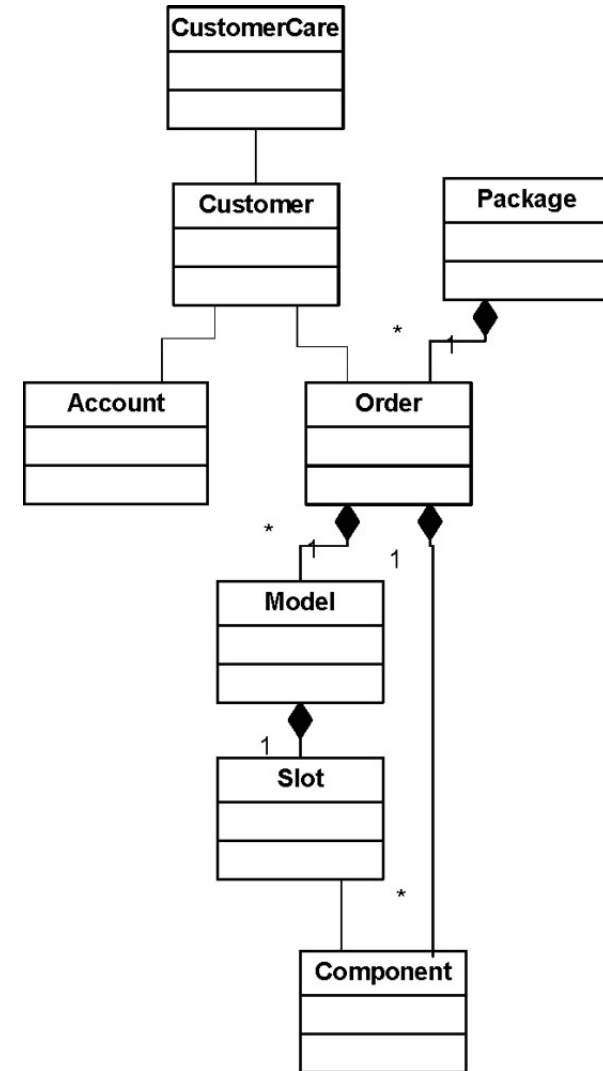 CustomerCare
Customer
Package
*
1
Account
Order
*
1
1
Model
1
Slot
*
Component